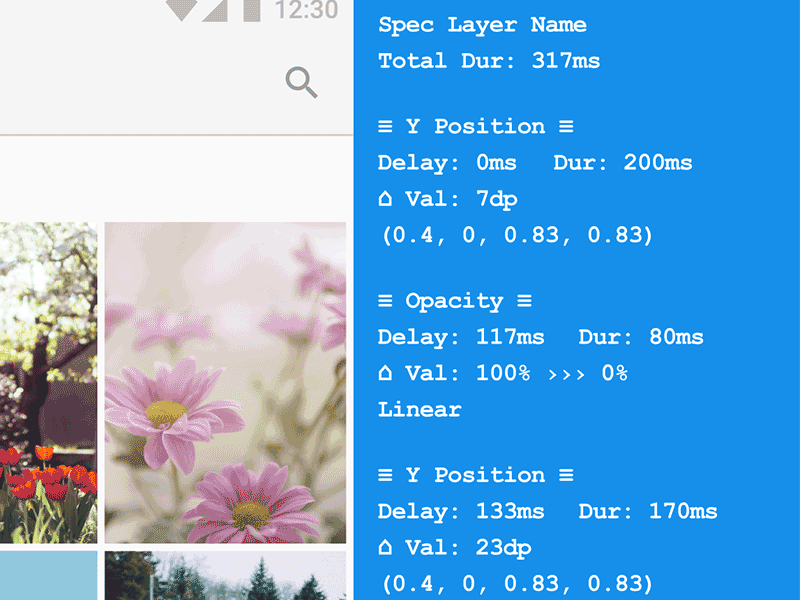 12:30
Spec Layer Name
Total Dur: 317ms
≡ Y Position ≡
Delay: 0ms Dur: 200ms
⌂ Val: 7dp
(0.4, 0, 0.83, 0.83)
≡ Opacity ≡
Delay: 117ms Dur: 80ms
⌂ Val: 100% >>> 0%
Linear
≡ Y Position ≡
Delay: 133ms Dur: 170ms
⌂ Val: 23dp
(0.4, 0, 0.83, 0.83)